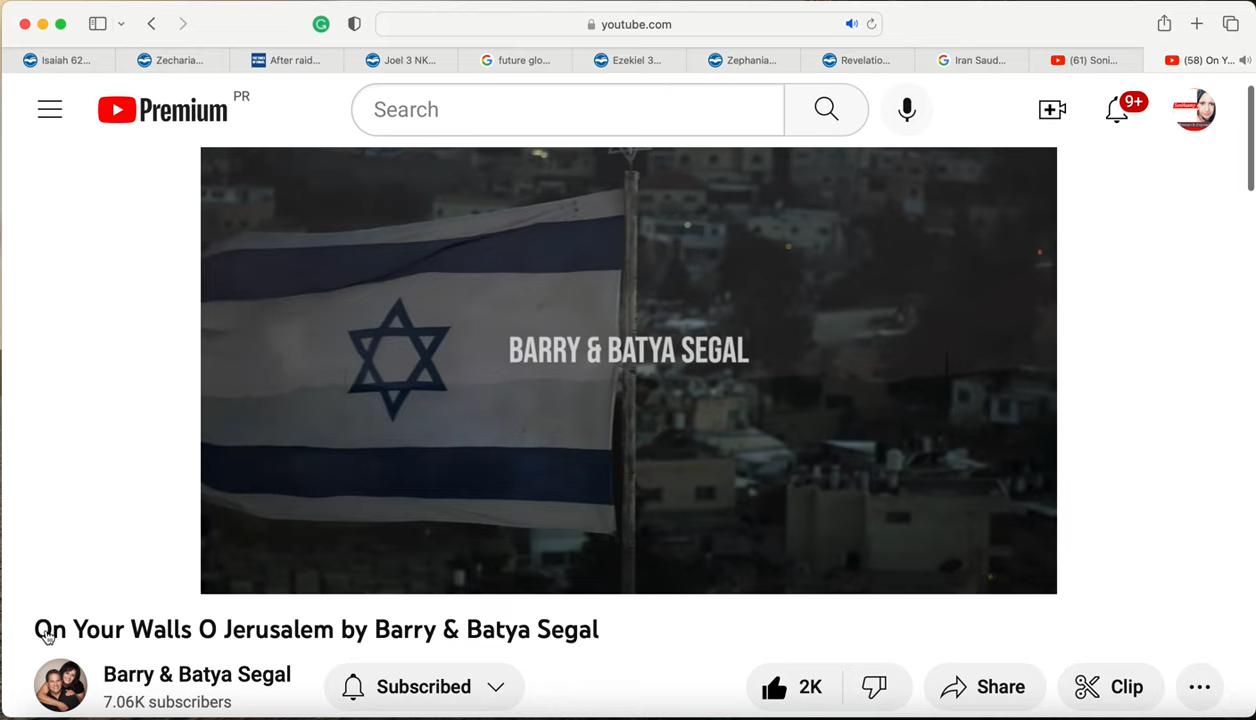 youtube.com
Isaiah 62...
Zecharia...
After raid...
Joel 3 NK...
future glo...
Ezekiel 3...
Zephania...
Revelatio...
Iran Saud...
(61) Soni...
(58) On Y...
Premium PR
Search
9+
BARRY & BATYA SEGAL
On Your Walls O Jerusalem by Barry & Batya Segal
Barry & Batya Segal
7.06K subscribers
Subscribed
2K
Share
Clip